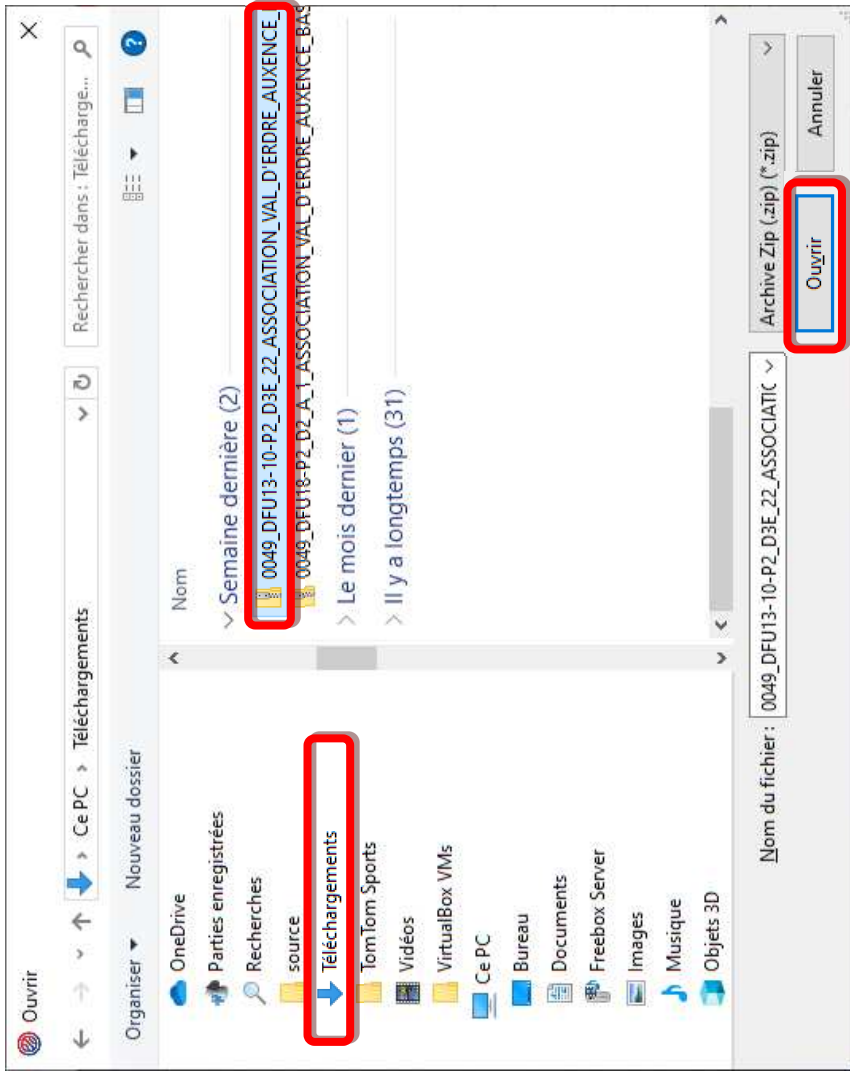 Ouvrir
Ce PC > Téléchargements
Rechercher dans : Télécharge...
Organiser
Nouveau dossier
OneDrive
Parties enregistrées
Recherches
source
Téléchargements
TomTom Sports
Vidéos
VirtualBox VMs
Ce PC
Bureau
Documents
Freebox Server
Images
Musique
Objets 3D
Nom
Semaine dernière (2)
0049_DFU13-10-P2_D3E_22_ASSOCIATION_VAL_D'ERDRE_AUXENCE_
0049_DFU18-P2_D2_A_1_ASSOCIATION_VAL_D'ERDRE_AUXENCE_BAS
Le mois dernier (1)
Il y a longtemps (31)
Nom du fichier :
0049_DFU13-10-P2_D3E_22_ASSOCIATIC
Archive Zip (.zip) (*.zip)
Ouvrir
Annuler